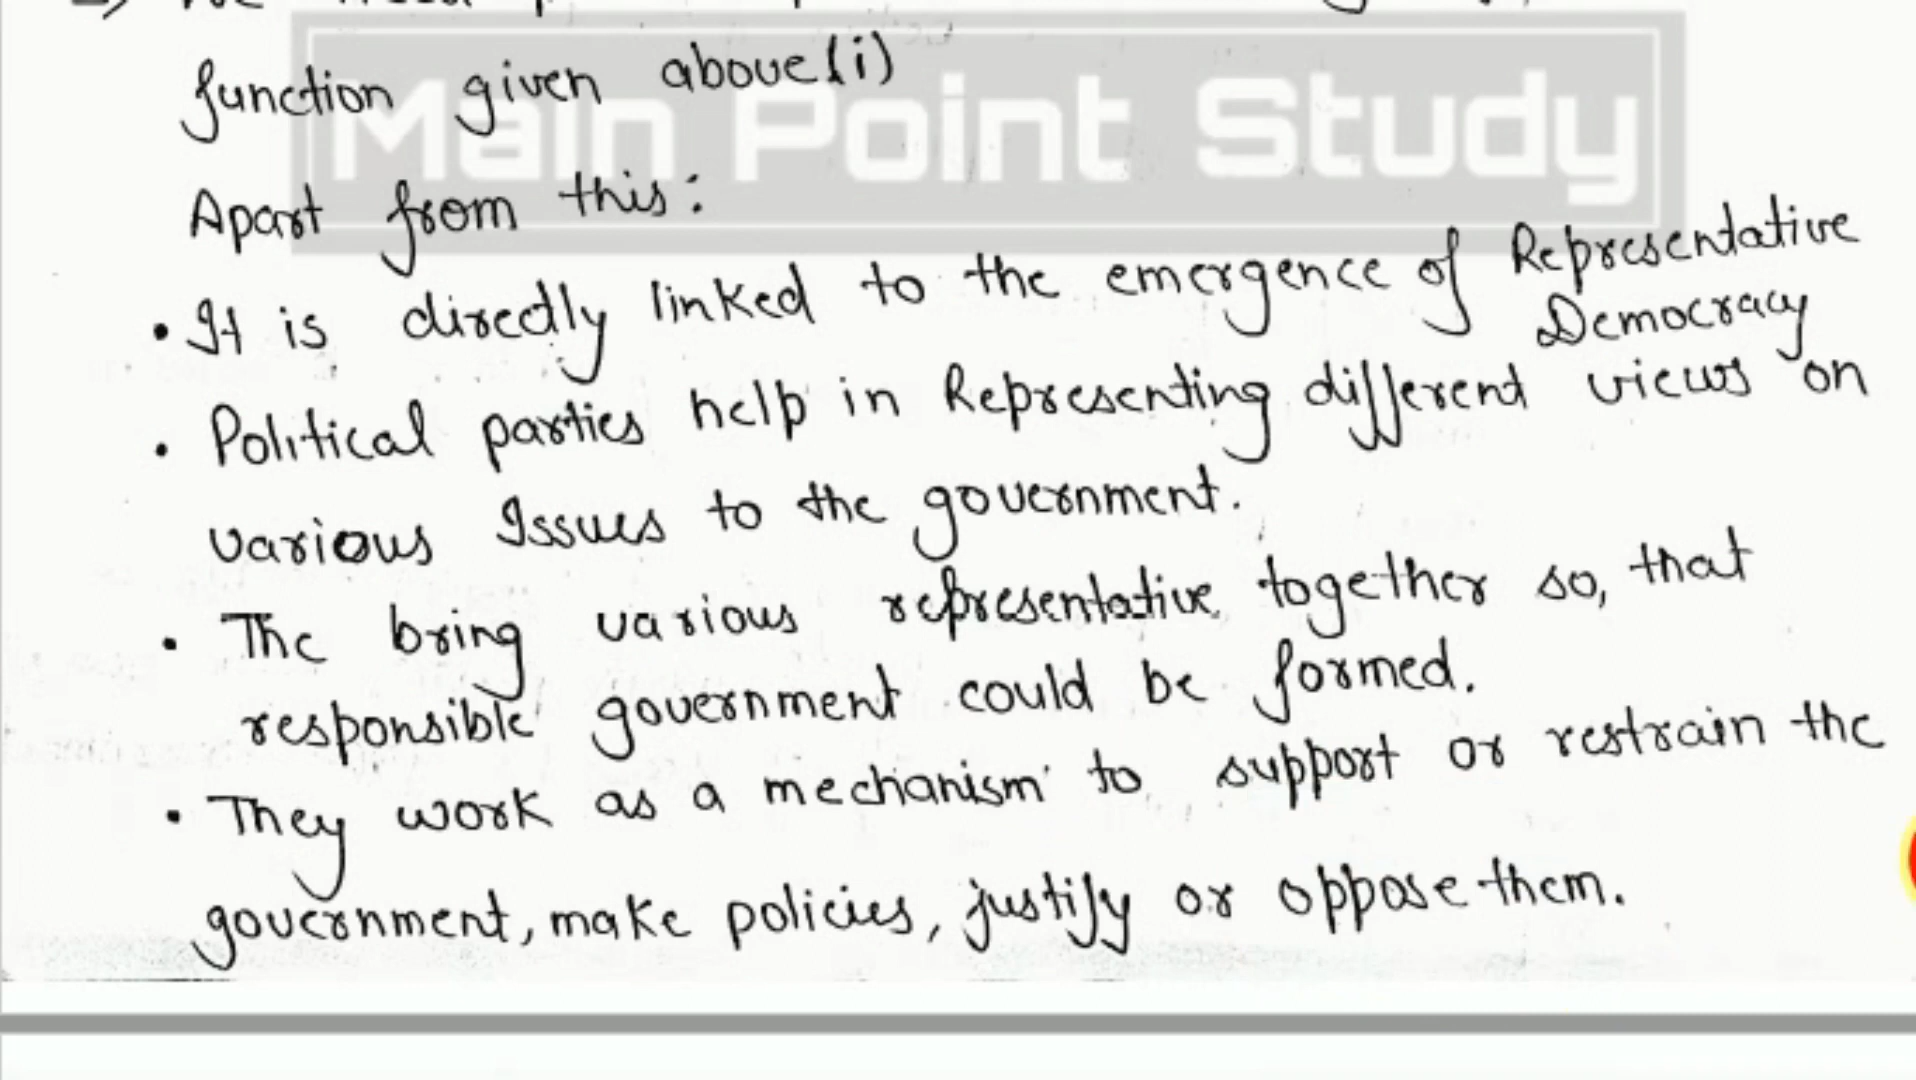 function given above(i)
Main Point Study
Apart from this:
• It is directly linked to the emergence of Representative
Democracy
• Political parties help in Representing different views on
various Issues to the government.
• The bring various representative together so, that
responsible government could be formed.
• They work as a mechanism to support or restrain the
government, make policies, justify or oppose them.